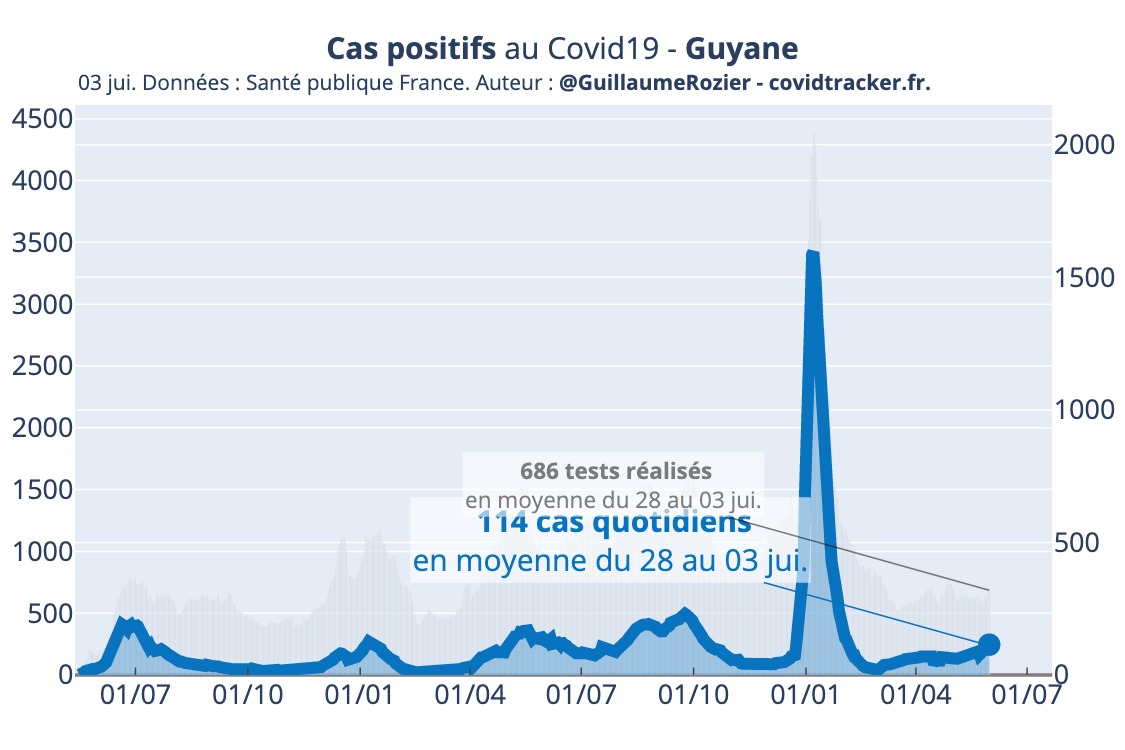 Cas positifs au Covid19 - Guyane
03 jui. Données : Santé publique France. Auteur : @GuillaumeRozier - covidtracker.fr.
4500
4000
3500
3000
2500
2000
1500
1000
500
0
2000
1500
1000
500
0
686 tests réalisés
en moyenne du 28 au 03 jui.
114 cas quotidiens
en moyenne du 28 au 03 jui.
01/07 01/10 01/01 01/04 01/07 01/10 01/01 01/04 01/07